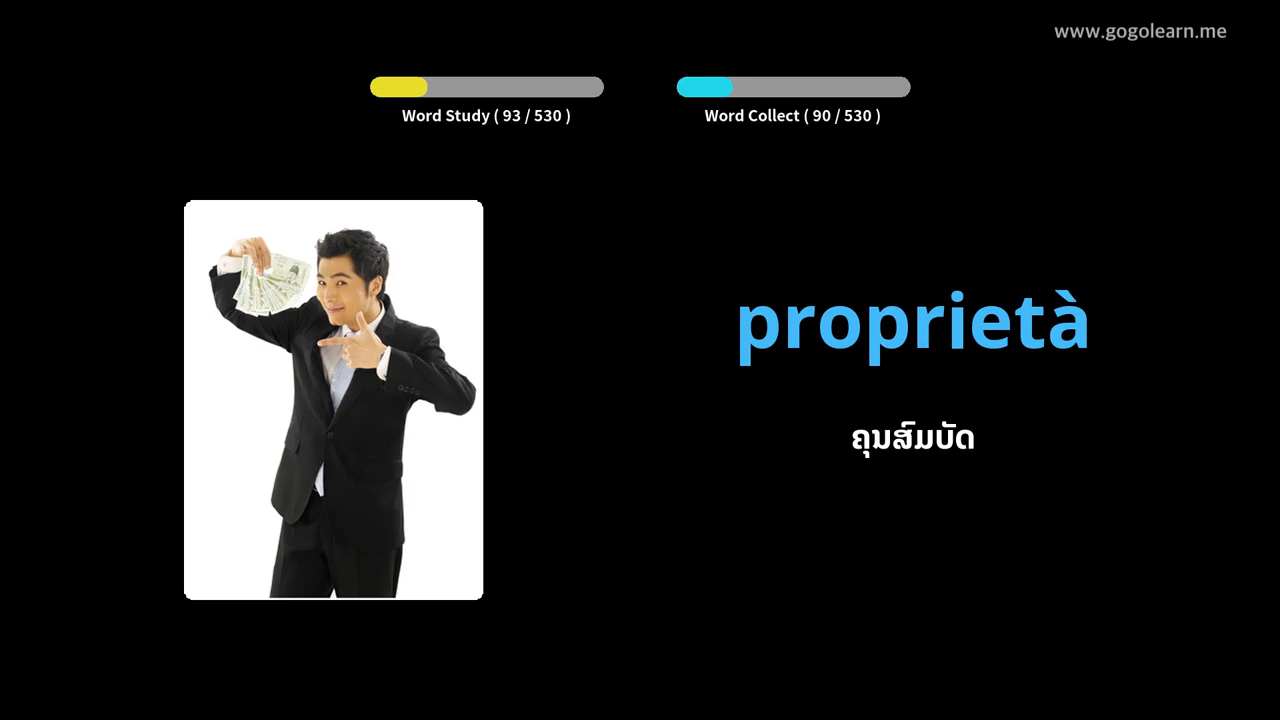 www.gogolearn.me
Word Study ( 93 / 530 )
Word Collect ( 90 / 530 )
proprietà
ຄຸນສົມບັດ